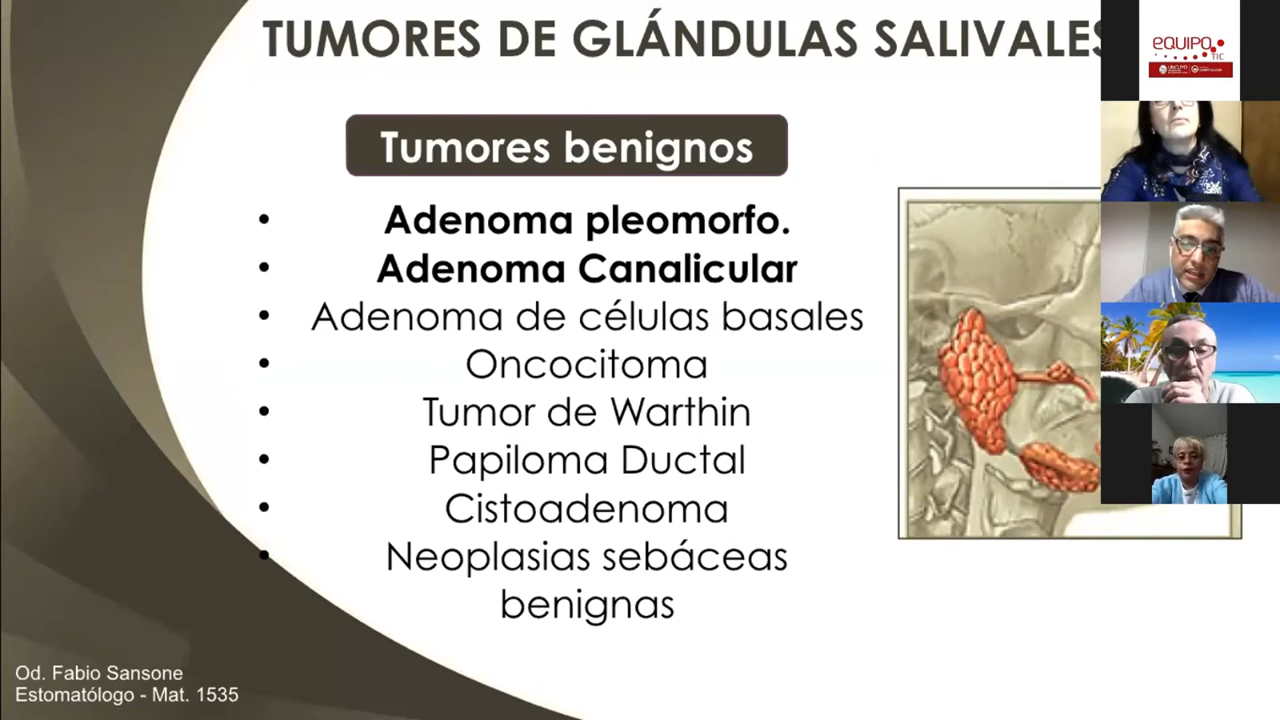 TUMORES DE GLÁNDULAS SALIVALES
equipo
TIC
UNCUYO
Tumores benignos
• Adenoma pleomorfo.
• Adenoma Canalicular
• Adenoma de células basales
• Oncocitoma
• Tumor de Warthin
• Papiloma Ductal
• Cistoadenoma
• Neoplasias sebáceas
benignas
Od. Fabio Sansone
Estomatólogo - Mat. 1535